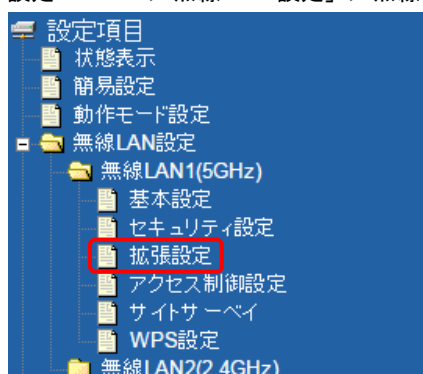 設定項目
状態表示
簡易設定
動作モード設定
無線LAN設定
無線LAN1(5GHz)
基本設定
セキュリティ設定
拡張設定
アクセス制御設定
サイトサーベイ
WPS設定
無線LAN2(2.4GHz)